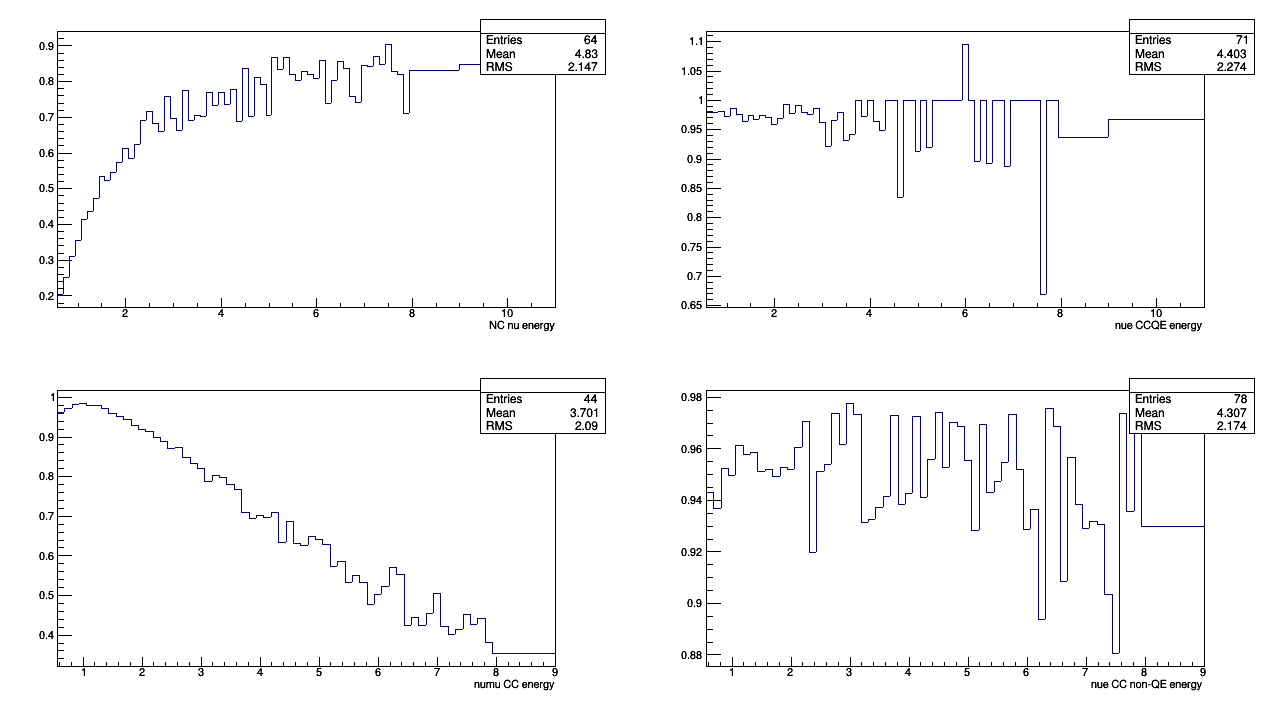 Entries 64
Mean 4.83
RMS 2.147
0.9
0.8
0.7
0.6
0.5
0.4
0.3
0.2
2 4 6 8 10
NC nu energy
Entries 71
Mean 4.403
RMS 2.274
1.1
1.05
1
0.95
0.9
0.85
0.8
0.75
0.7
0.65
2 4 6 8 10
nue CCQE energy
Entries 44
Mean 3.701
RMS 2.09
1
0.9
0.8
0.7
0.6
0.5
0.4
1 2 3 4 5 6 7 8 9
numu CC energy
Entries 78
Mean 4.307
RMS 2.174
0.98
0.96
0.94
0.92
0.9
0.88
1 2 3 4 5 6 7 8 9
nue CC non-QE energy